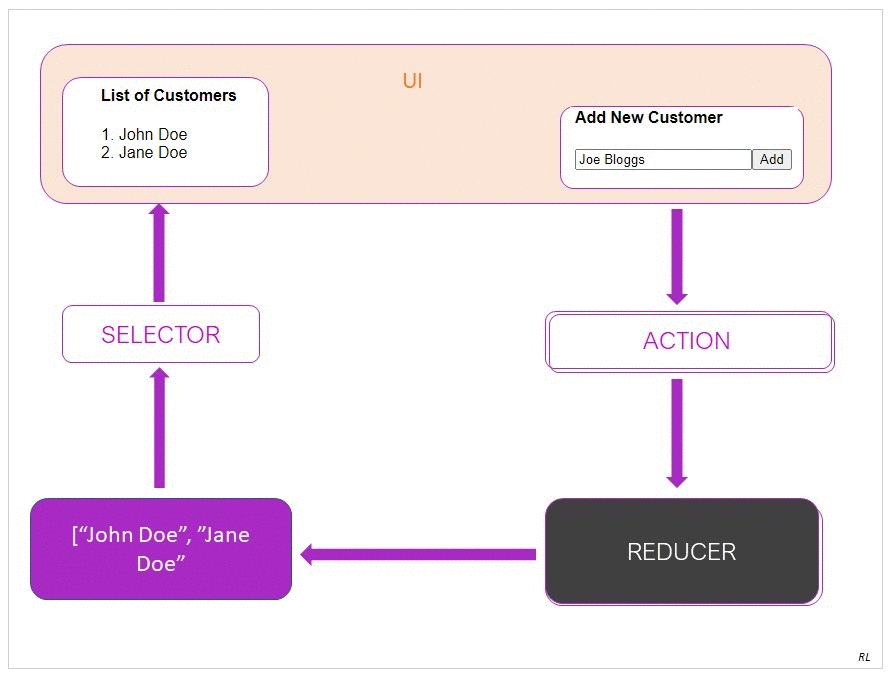 UI
List of Customers
1. John Doe
2. Jane Doe
Add New Customer
Joe Bloggs Add
SELECTOR
ACTION
[“John Doe”, ”Jane
Doe”
REDUCER
RL